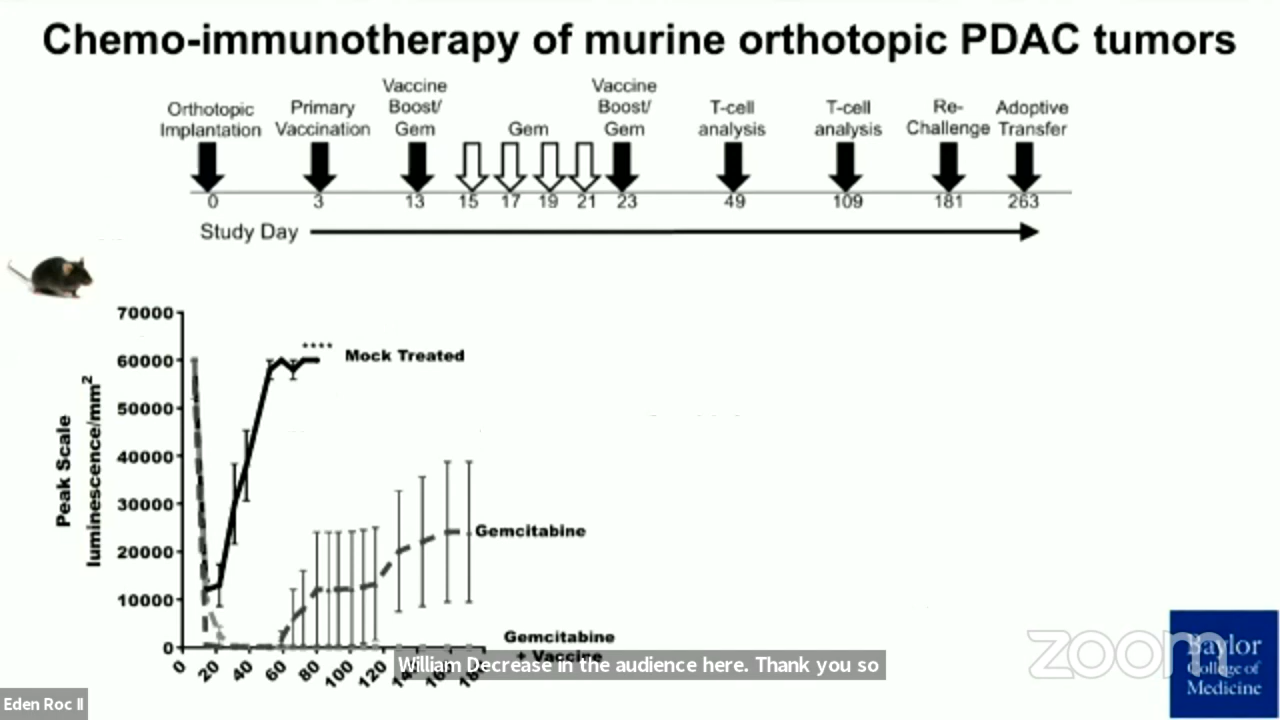 Chemo-immunotherapy of murine orthotopic PDAC tumors
Orthotopic Implantation
Primary Vaccination
Vaccine Boost/ Gem
Gem
Vaccine Boost/ Gem
T-cell analysis
T-cell analysis
Re-Challenge
Adoptive Transfer
0 3 13 15 17 19 21 23 49 109 181 263
Study Day
Peak Scale
luminescence/mm²
70000
60000
50000
40000
30000
20000
10000
0
****
Mock Treated
Gemcitabine
Gemcitabine
+ Vaccine
0 20 40 60 80 100 120
William Decrease in the audience here. Thank you so
zoom
Baylor
College of
Medicine
Eden Roc II